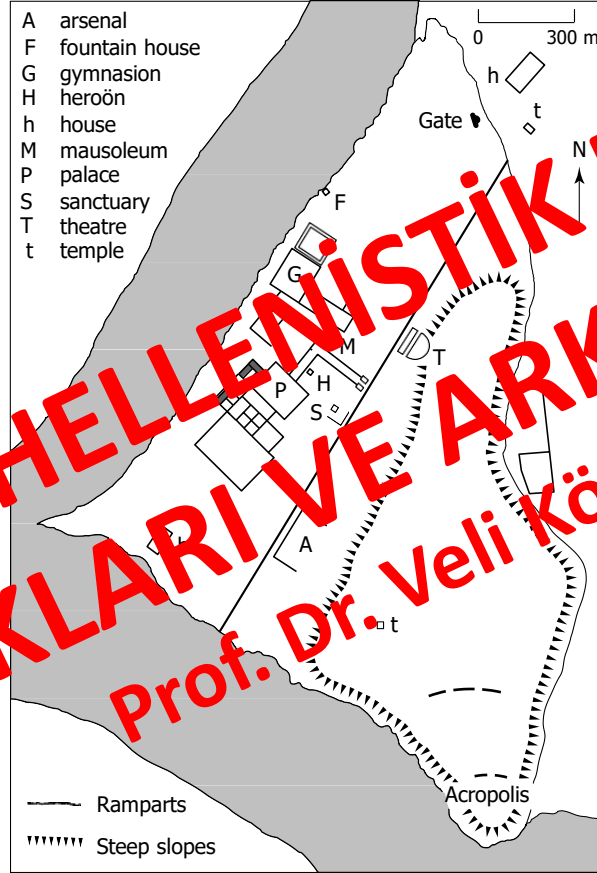 A arsenal
F fountain house
G gymnasion
H heroön
h house
M mausoleum
P palace
S sanctuary
T theatre
t temple
0 300 m
h
t
Gate
N
F
G
M
H
P
S
T
A
h
t
Acropolis
Ramparts
Steep slopes
HELLENİSTİK
KLARI VE ARK
Prof. Dr. Veli Kö